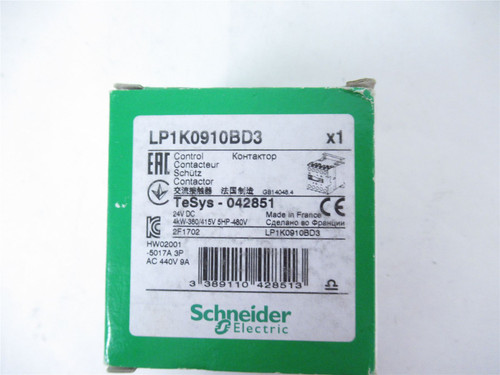 LP1K0910BD3 x1
EAC Control Контактор
Contacteur
Schütz
Contactor
交流接触器 法国制造 GB14048.4
TeSys - 042851
24V DC Made in France
4kW-380/415V 5HP-480V Сделано во Франции
2F1702 LP1K0910BD3
HW02001
-5017A 3P
AC 440V 9A
3 389110 428513
Schneider
Electric